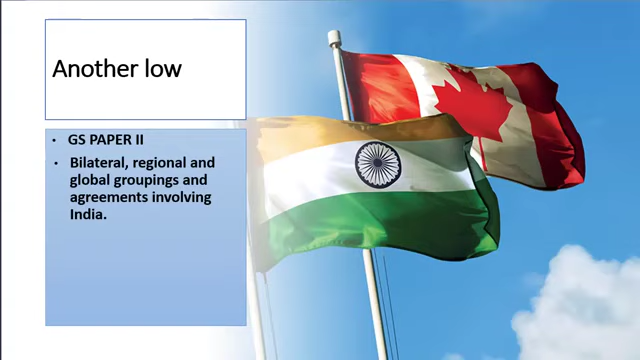 Another low
• GS PAPER II
• Bilateral, regional and
global groupings and
agreements involving
India.